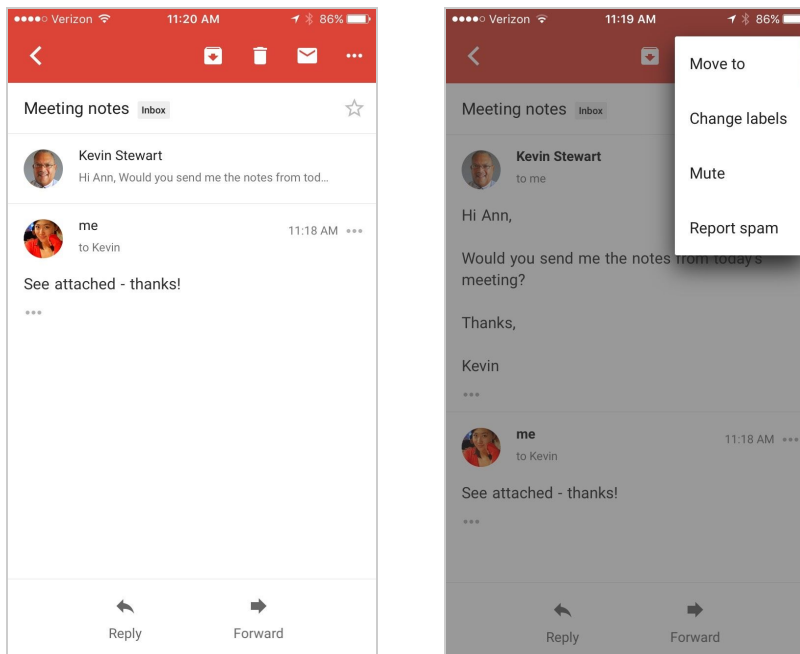 Verizon 11:20 AM 86%
Meeting notes Inbox
Kevin Stewart
Hi Ann, Would you send me the notes from tod...
me 11:18 AM
to Kevin
See attached - thanks!
Reply Forward
Verizon 11:19 AM 86%
Move to
Change labels
Mute
Report spam
Meeting notes Inbox
Kevin Stewart
to me
Hi Ann,
Would you send me the notes from today's
meeting?
Thanks,
Kevin
me 11:18 AM
to Kevin
See attached - thanks!
Reply Forward